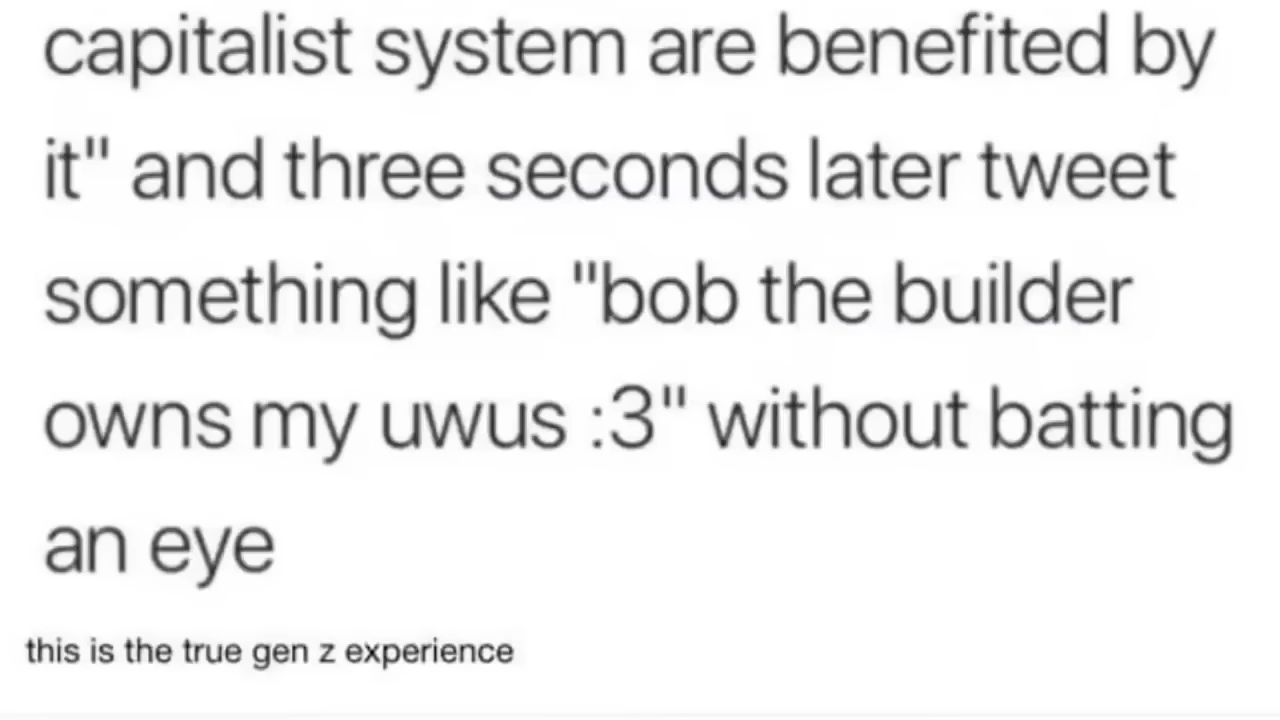 capitalist system are benefited by
it" and three seconds later tweet
something like "bob the builder
owns my uwus :3" without batting
an eye
this is the true gen z experience